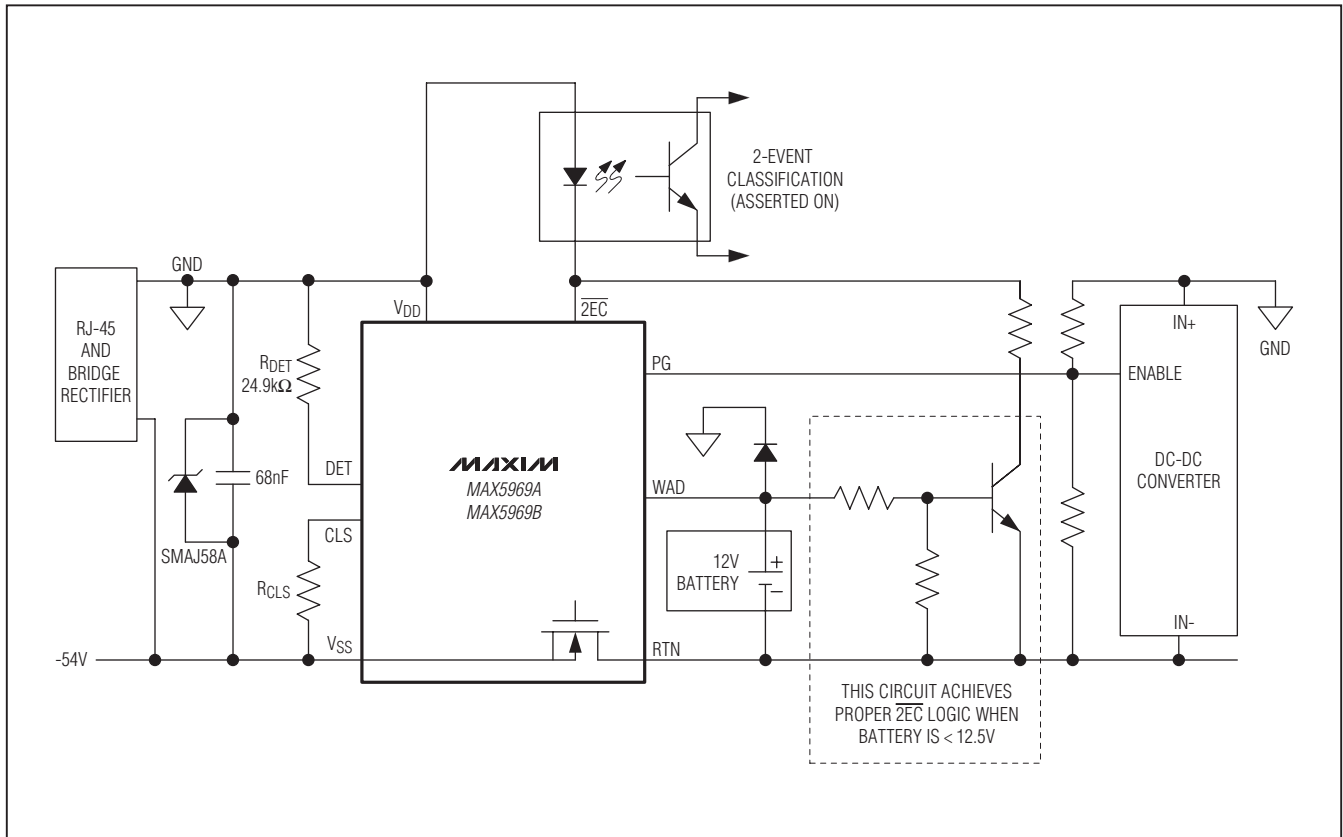 2-EVENT
CLASSIFICATION
(ASSERTED ON)
GND
VDD
2EC
RJ-45
AND
BRIDGE
RECTIFIER
RDET
24.9kΩ
68nF
SMAJ58A
DET
CLS
RCLS
VSS
-54V
MAXIM
MAX5969A
MAX5969B
PG
WAD
RTN
12V
BATTERY
+
-
THIS CIRCUIT ACHIEVES
PROPER 2EC LOGIC WHEN
BATTERY IS < 12.5V
IN+
GND
ENABLE
DC-DC
CONVERTER
IN-